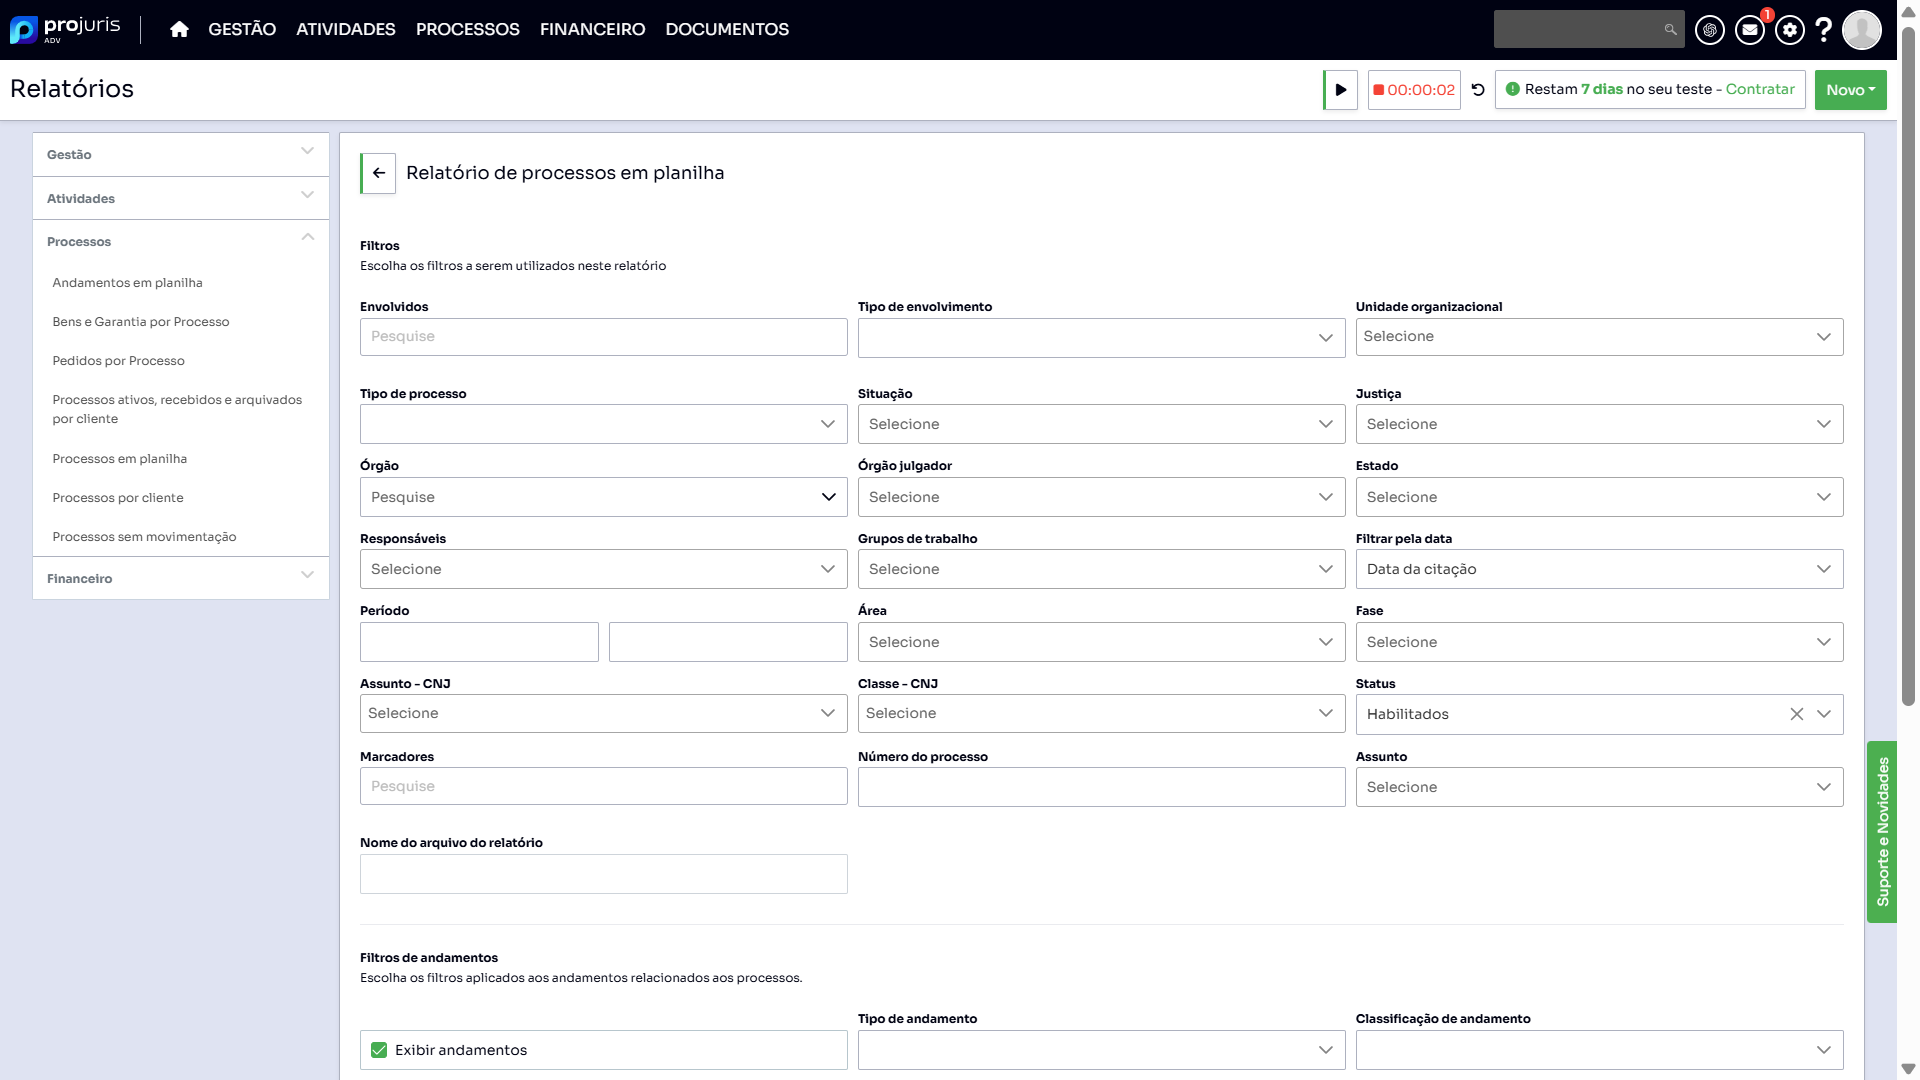 projuris
ADV
GESTÃO
ATIVIDADES
PROCESSOS
FINANCEIRO
DOCUMENTOS
1
?
Relatórios
00:00:02
Restam 7 dias no seu teste - Contratar
Novo
Gestão
Atividades
Processos
Andamentos em planilha
Bens e Garantia por Processo
Pedidos por Processo
Processos ativos, recebidos e arquivados
por cliente
Processos em planilha
Processos por cliente
Processos sem movimentação
Financeiro
Relatório de processos em planilha
Filtros
Escolha os filtros a serem utilizados neste relatório
Envolvidos
Tipo de envolvimento
Unidade organizacional
Pesquise
Selecione
Tipo de processo
Situação
Justiça
Selecione
Selecione
Órgão
Órgão julgador
Estado
Pesquise
Selecione
Selecione
Responsáveis
Grupos de trabalho
Filtrar pela data
Selecione
Selecione
Data da citação
Período
Área
Fase
Selecione
Selecione
Assunto - CNJ
Classe - CNJ
Status
Selecione
Selecione
Habilitados
Marcadores
Número do processo
Assunto
Pesquise
Selecione
Nome do arquivo do relatório
Suporte e Novidades
Filtros de andamentos
Escolha os filtros aplicados aos andamentos relacionados aos processos.
Tipo de andamento
Classificação de andamento
Exibir andamentos